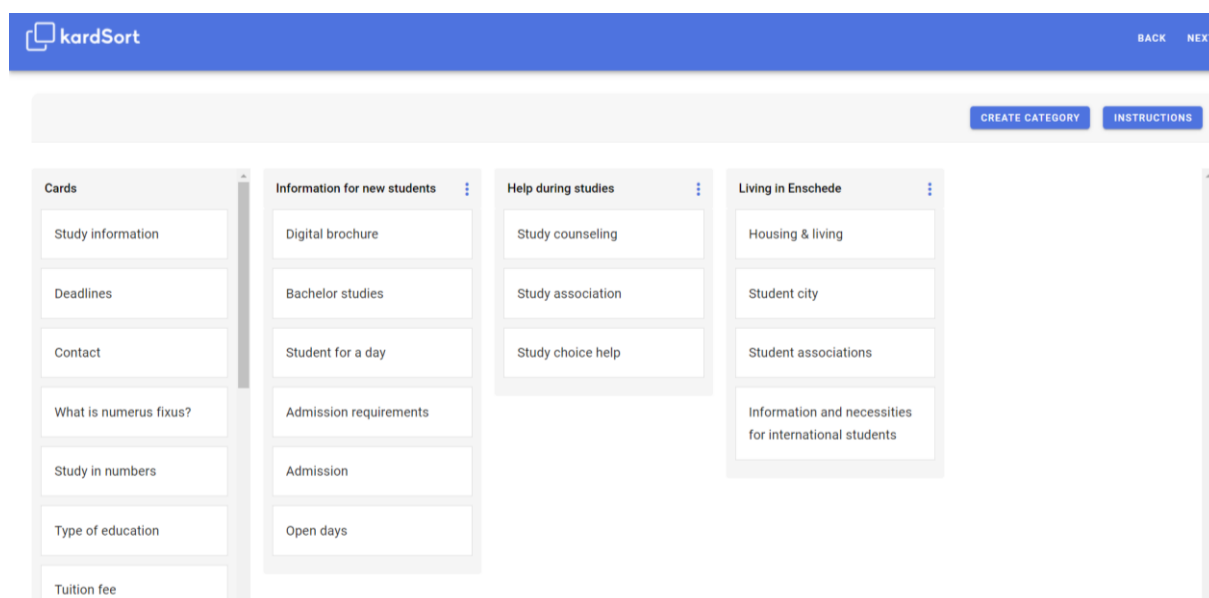 kardSort
BACK
NEX
CREATE CATEGORY
INSTRUCTIONS
Cards
Study information
Deadlines
Contact
What is numerus fixus?
Study in numbers
Type of education
Tuition fee
Information for new students
Digital brochure
Bachelor studies
Student for a day
Admission requirements
Admission
Open days
Help during studies
Study counseling
Study association
Study choice help
Living in Enschede
Housing & living
Student city
Student associations
Information and necessities
for international students